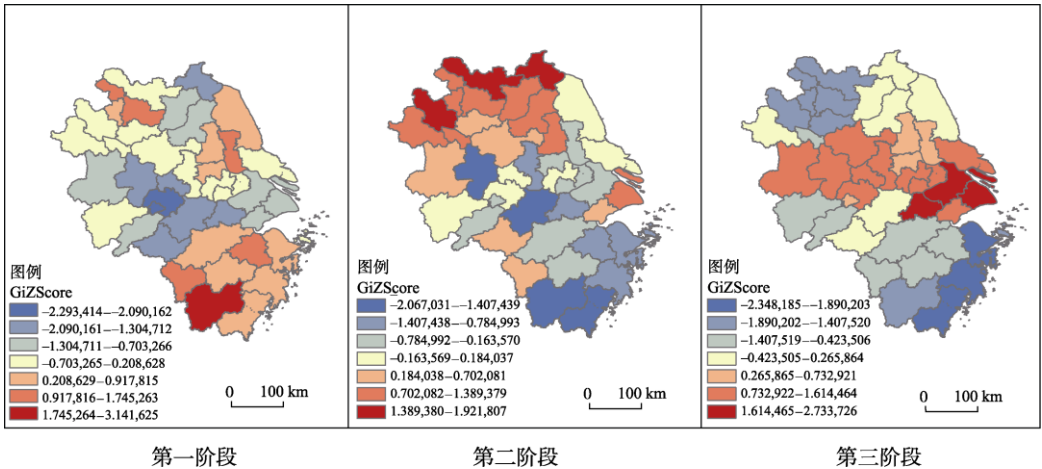 图例
GiZScore
−2.293,414–−2.090,162
−2.090,161–−1.304,712
−1.304,711–−0.703,266
−0.703,265–0.208,628
0.208,629–0.917,815
0.917,816–1.745,263
1.745,264–3.141,625
0 100 km
第一阶段
图例
GiZScore
−2.067,031–−1.407,439
−1.407,438–−0.784,993
−0.784,992–−0.163,570
−0.163,569–0.184,037
0.184,038–0.702,081
0.702,082–1.389,379
1.389,380–1.921,807
0 100 km
第二阶段
图例
GiZScore
−2.348,185–−1.890,203
−1.890,202–−1.407,520
−1.407,519–−0.423,506
−0.423,505–0.265,864
0.265,865–0.732,921
0.732,922–1.614,464
1.614,465–2.733,726
0 100 km
第三阶段